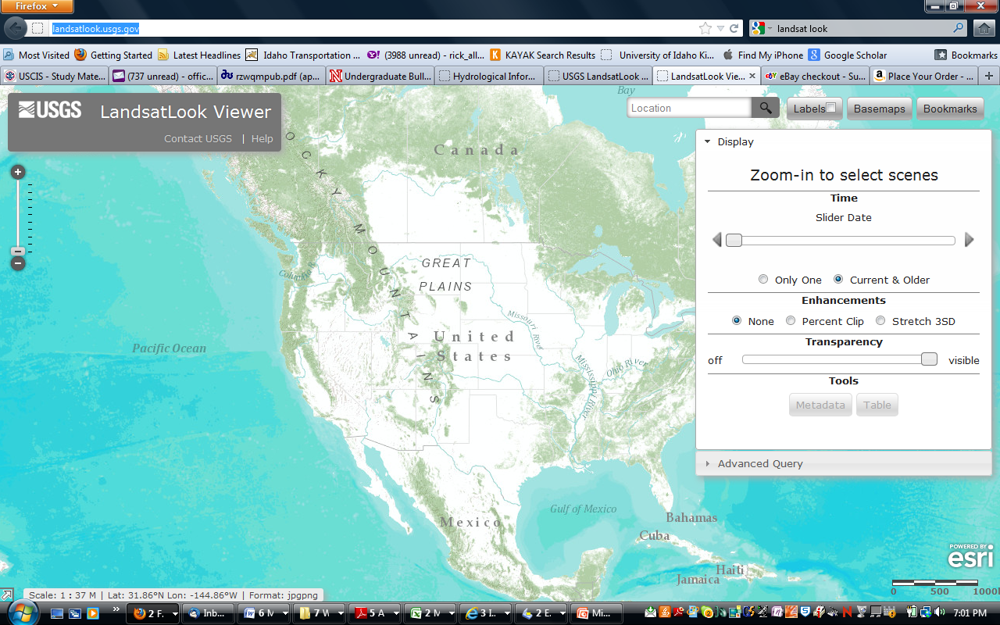 Firefox
landsatlook.usgs.gov
landsat look
Most Visited Getting Started Latest Headlines Idaho Transportation ... (3988 unread) - rick_all... KAYAK Search Results University of Idaho Ki... Find My iPhone Google Scholar Bookmarks
USCIS - Study Mate... (737 unread) - offic... rzwqmpub.pdf (ap... Undergraduate Bull... Hydrological Infor... USGS LandsatLook ... LandsatLook Vie... eBay checkout - Su... Place Your Order - ...
USGS LandsatLook Viewer
Contact USGS | Help
Location
Labels Basemaps Bookmarks
Bay
Canada
ROCKY MOUNTAINS
GREAT
PLAINS
Columbia R.
Missouri River
United
States
Mississippi River
Ohio River
Pacific Ocean
Gulf of Mexico
Mexico
Bahamas
Cuba
Haiti
Jamaica
Display
Zoom-in to select scenes
Time
Slider Date
Only One Current & Older
Enhancements
None Percent Clip Stretch 3SD
Transparency
off visible
Tools
Metadata Table
Advanced Query
POWERED BY
esri
0 500 1000
Scale: 1 : 37 M | Lat: 31.86°N Lon: -144.86°W | Format: jpgpng
2 F. Inb... 6 M 7 W 5 A 2 M 3 I. 2 E. Mi... 7:01 PM